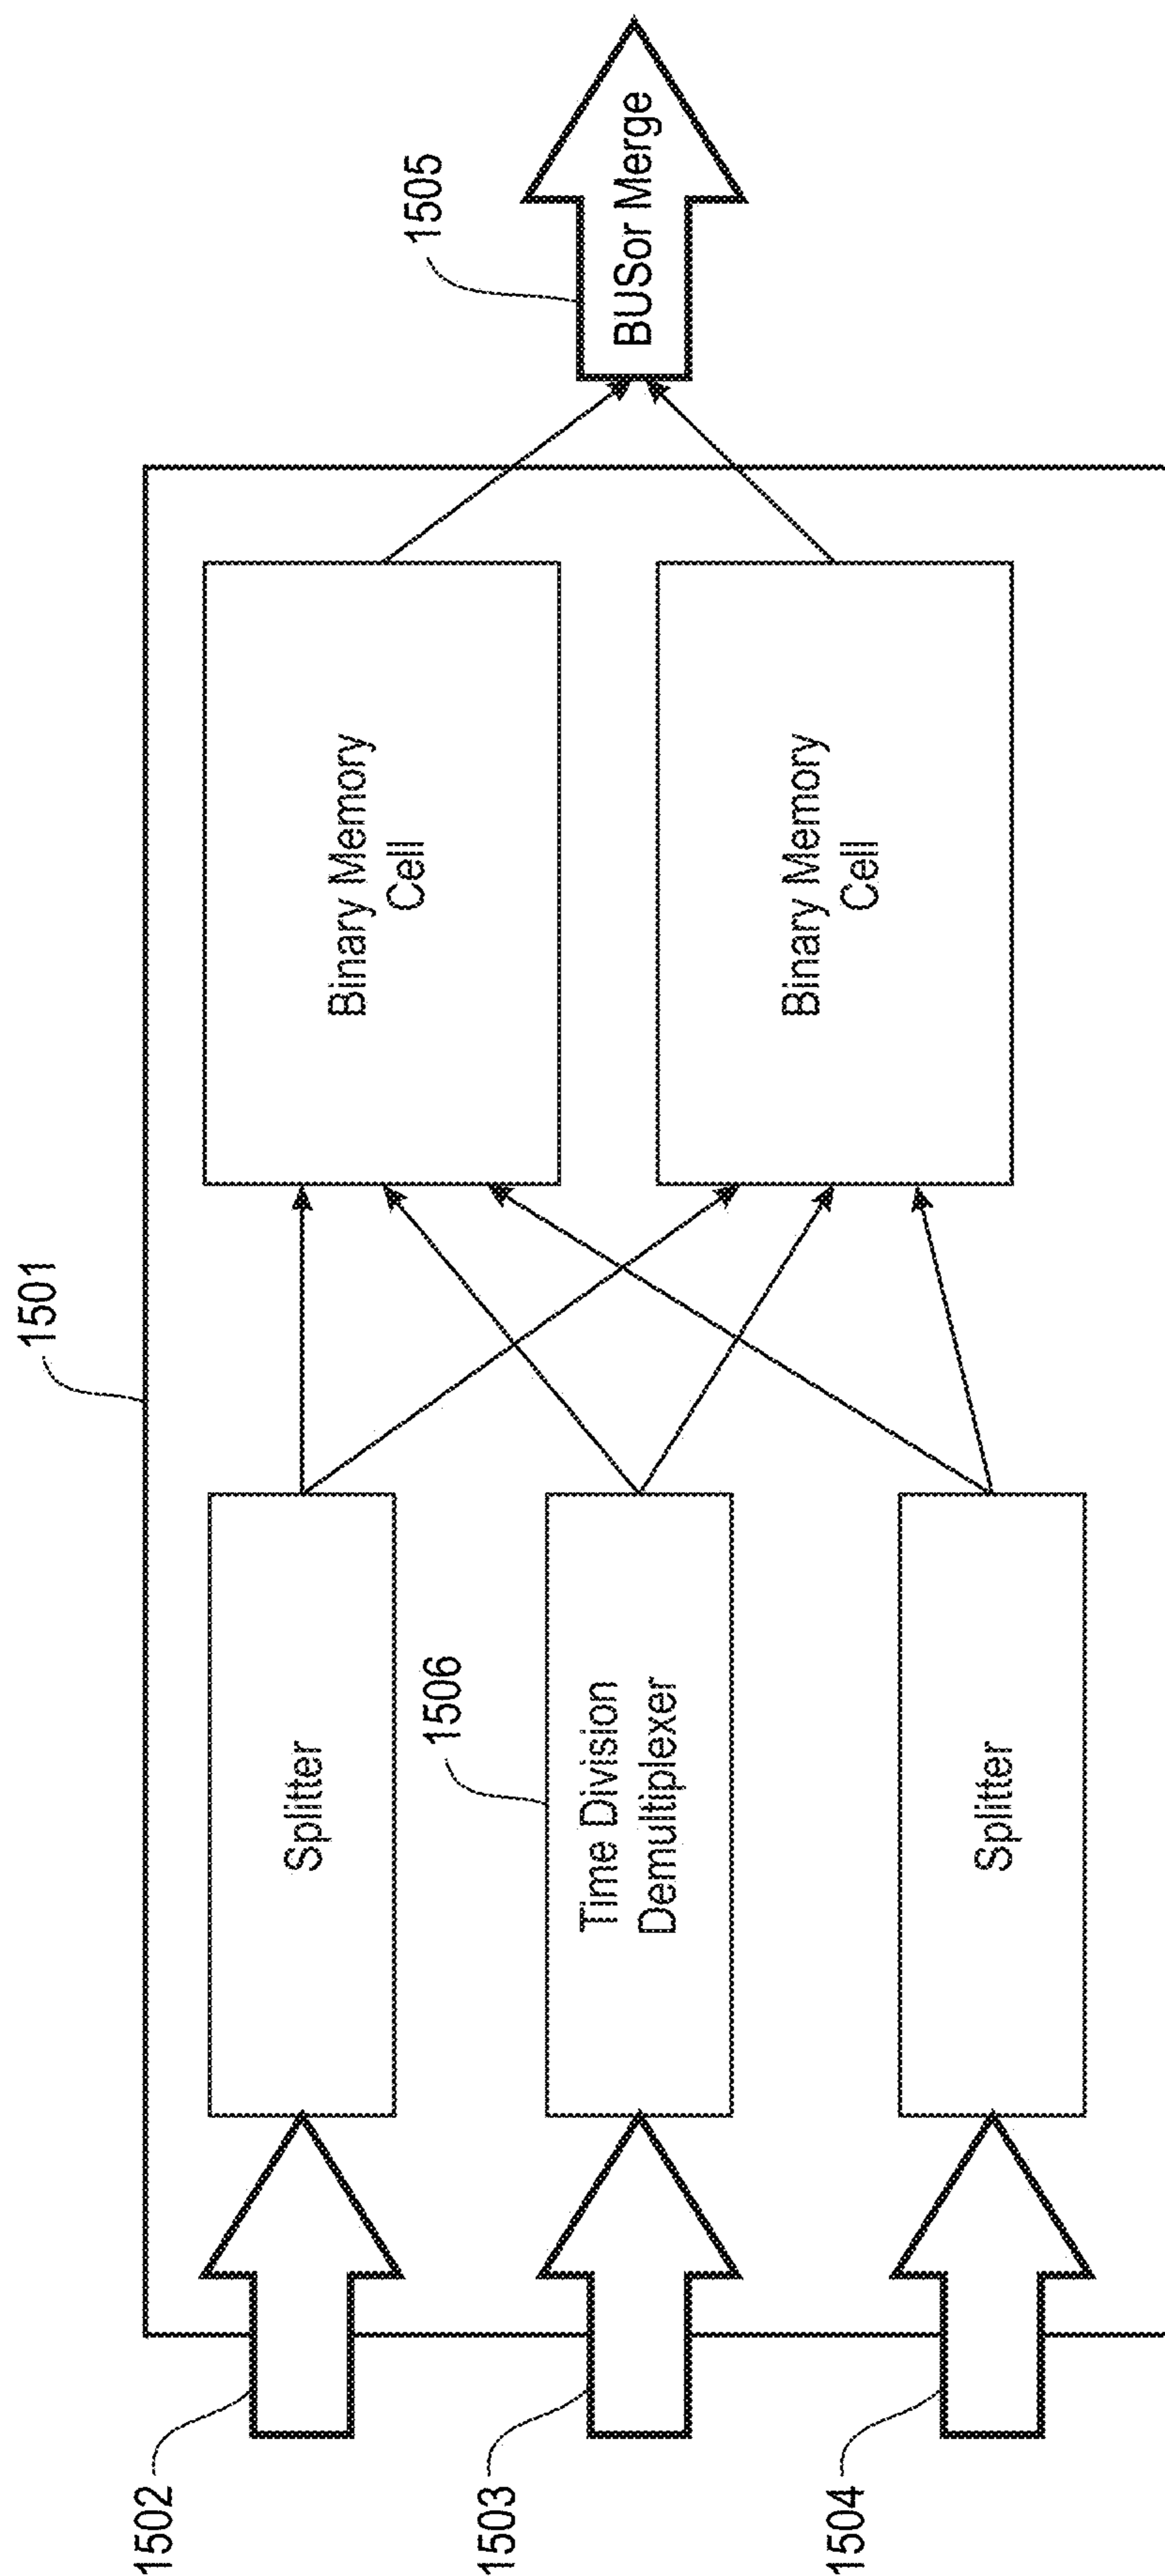 1501
1502
Splitter
Binary Memory
Cell
1505
BUSor Merge
1506
1503
Time Division
Demultiplexer
Binary Memory
Cell
1504
Splitter